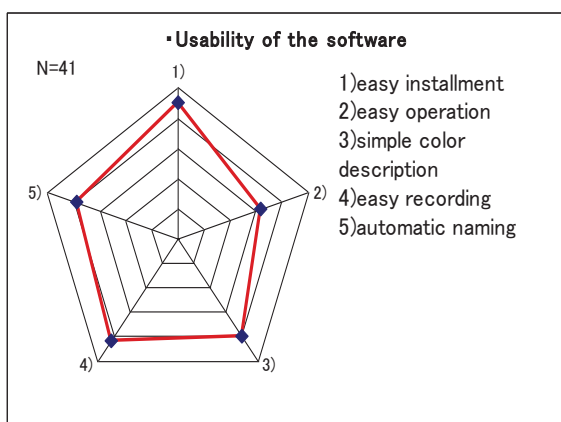 ・Usability of the software
N=41
1)
2)
3)
4)
5)
1)easy installment
2)easy operation
3)simple color
description
4)easy recording
5)automatic naming